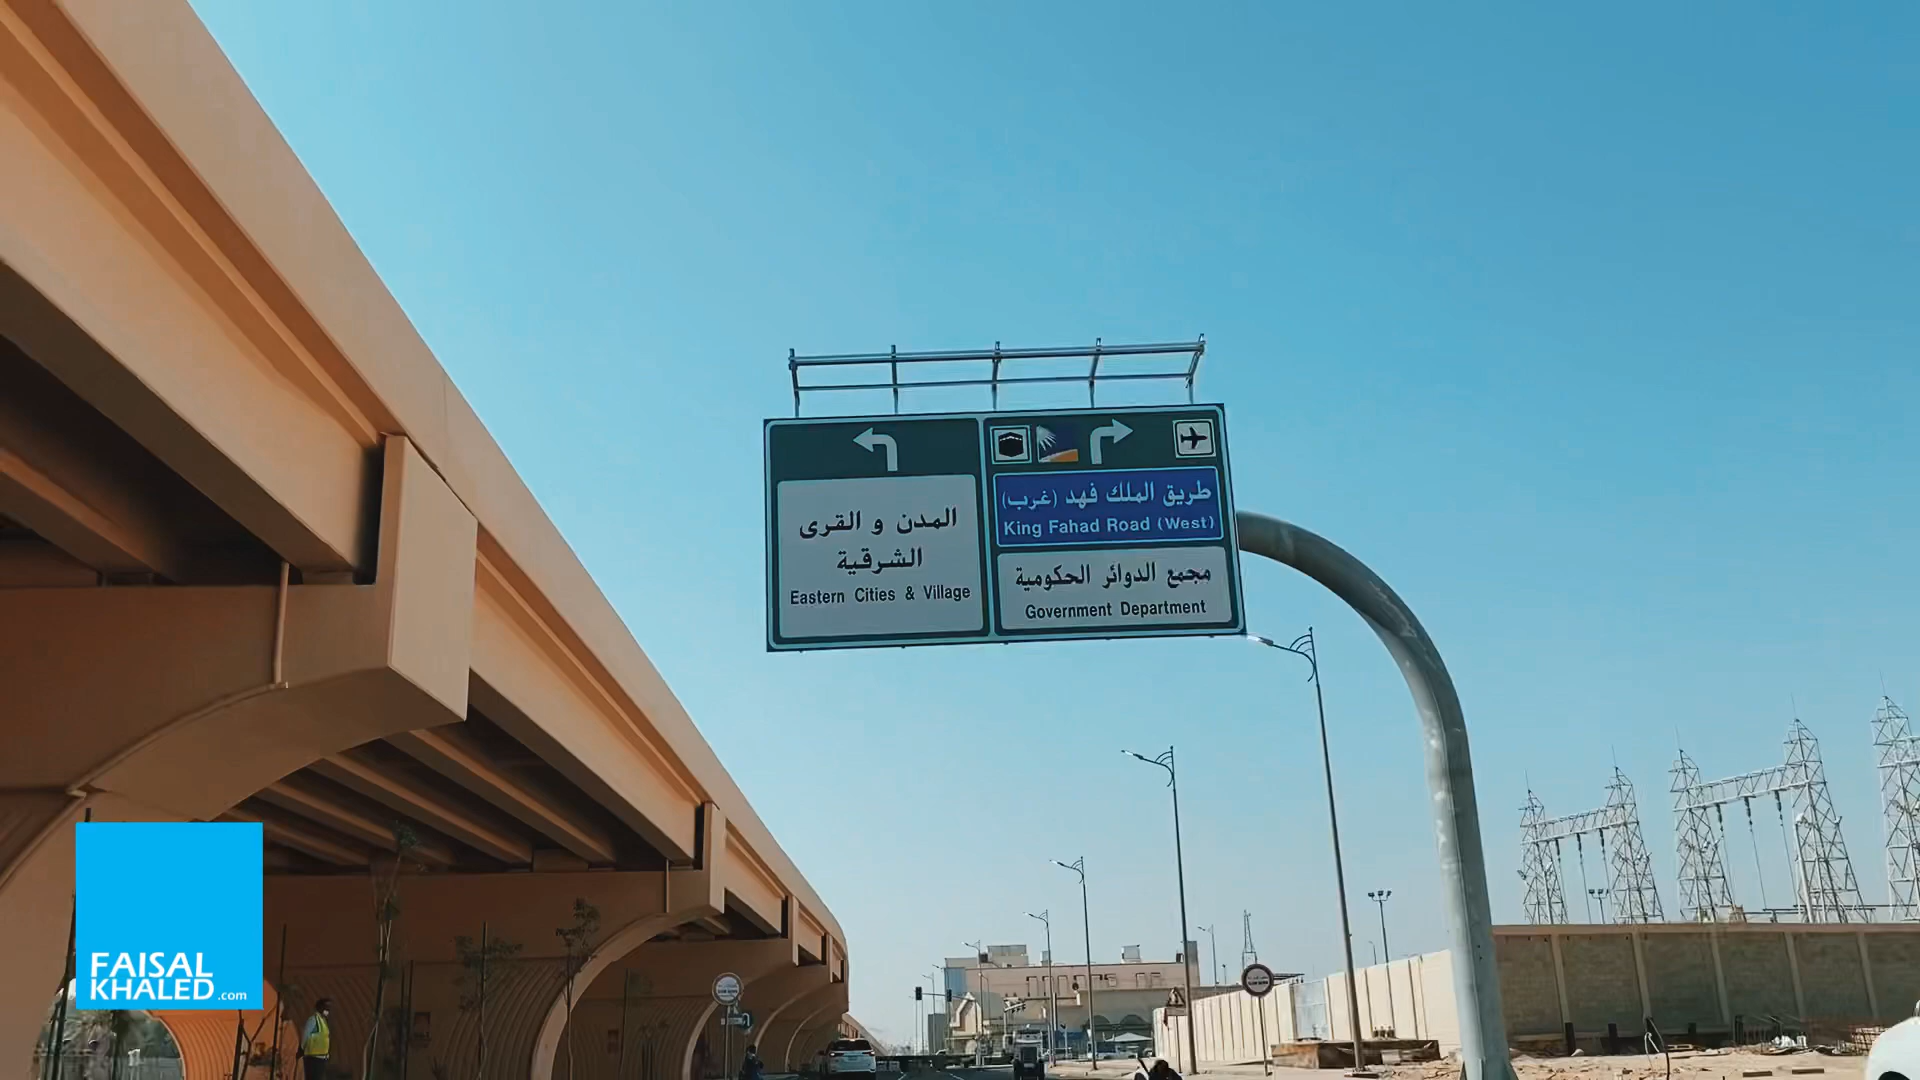 المدن و القرى
الشرقية
Eastern Cities & Village
طريق الملك فهد (غرب)
King Fahad Road (West)
مجمع الدوائر الحكومية
Government Department
FAISAL
KHALED.com